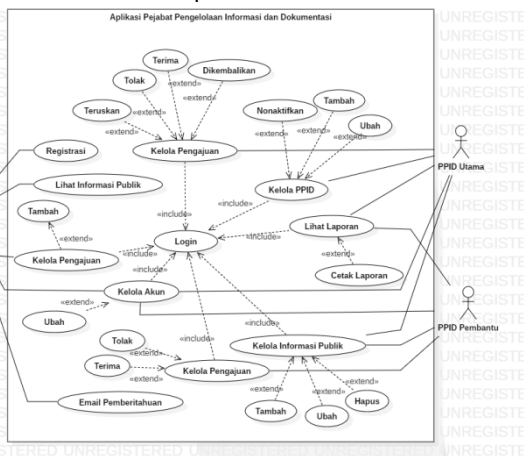 Aplikasi Pejabat Pengelolaan Informasi dan Dokumentasi
Terima
Tolak
Dikembalikan
«extend»
«extend»
Teruskan
«extend»
Nonaktifkan
Tambah
Ubah
«extend»
«extend»
«extend»
Registrasi
Kelola Pengajuan
PPID Utama
Lihat Informasi Publik
Kelola PPID
Tambah
«include»
«include»
Lihat Laporan
«extend»
Login
«include»
Kelola Pengajuan
«include»
«extend»
«include»
Cetak Laporan
Kelola Akun
«extend»
Ubah
«include»
PPID Pembantu
Tolak
«include»
Kelola Informasi Publik
«extend»
Terima
Kelola Pengajuan
«extend»
«extend»
«extend»
«extend»
Hapus
Email Pemberitahuan
Tambah
Ubah
UNREGISTERED